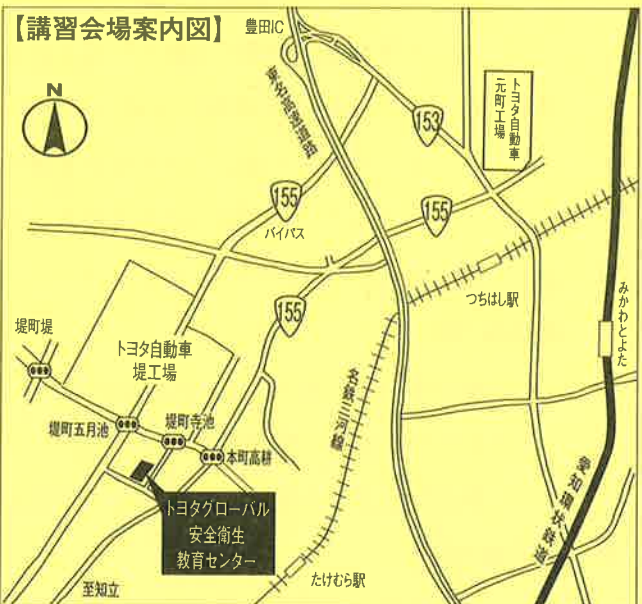 【講習会場案内図】
豊田IC
N
東名高速道路
153
トヨタ自動車
元町工場
155
バイパス
155
155
つちはし駅
みかわとよた
堤町堤
トヨタ自動車
堤工場
名鉄三河線
堤町五月池
堤町寺池
本町高耕
愛知環状鉄道
トヨタグローバル
安全衛生
教育センター
至知立
たけむら駅